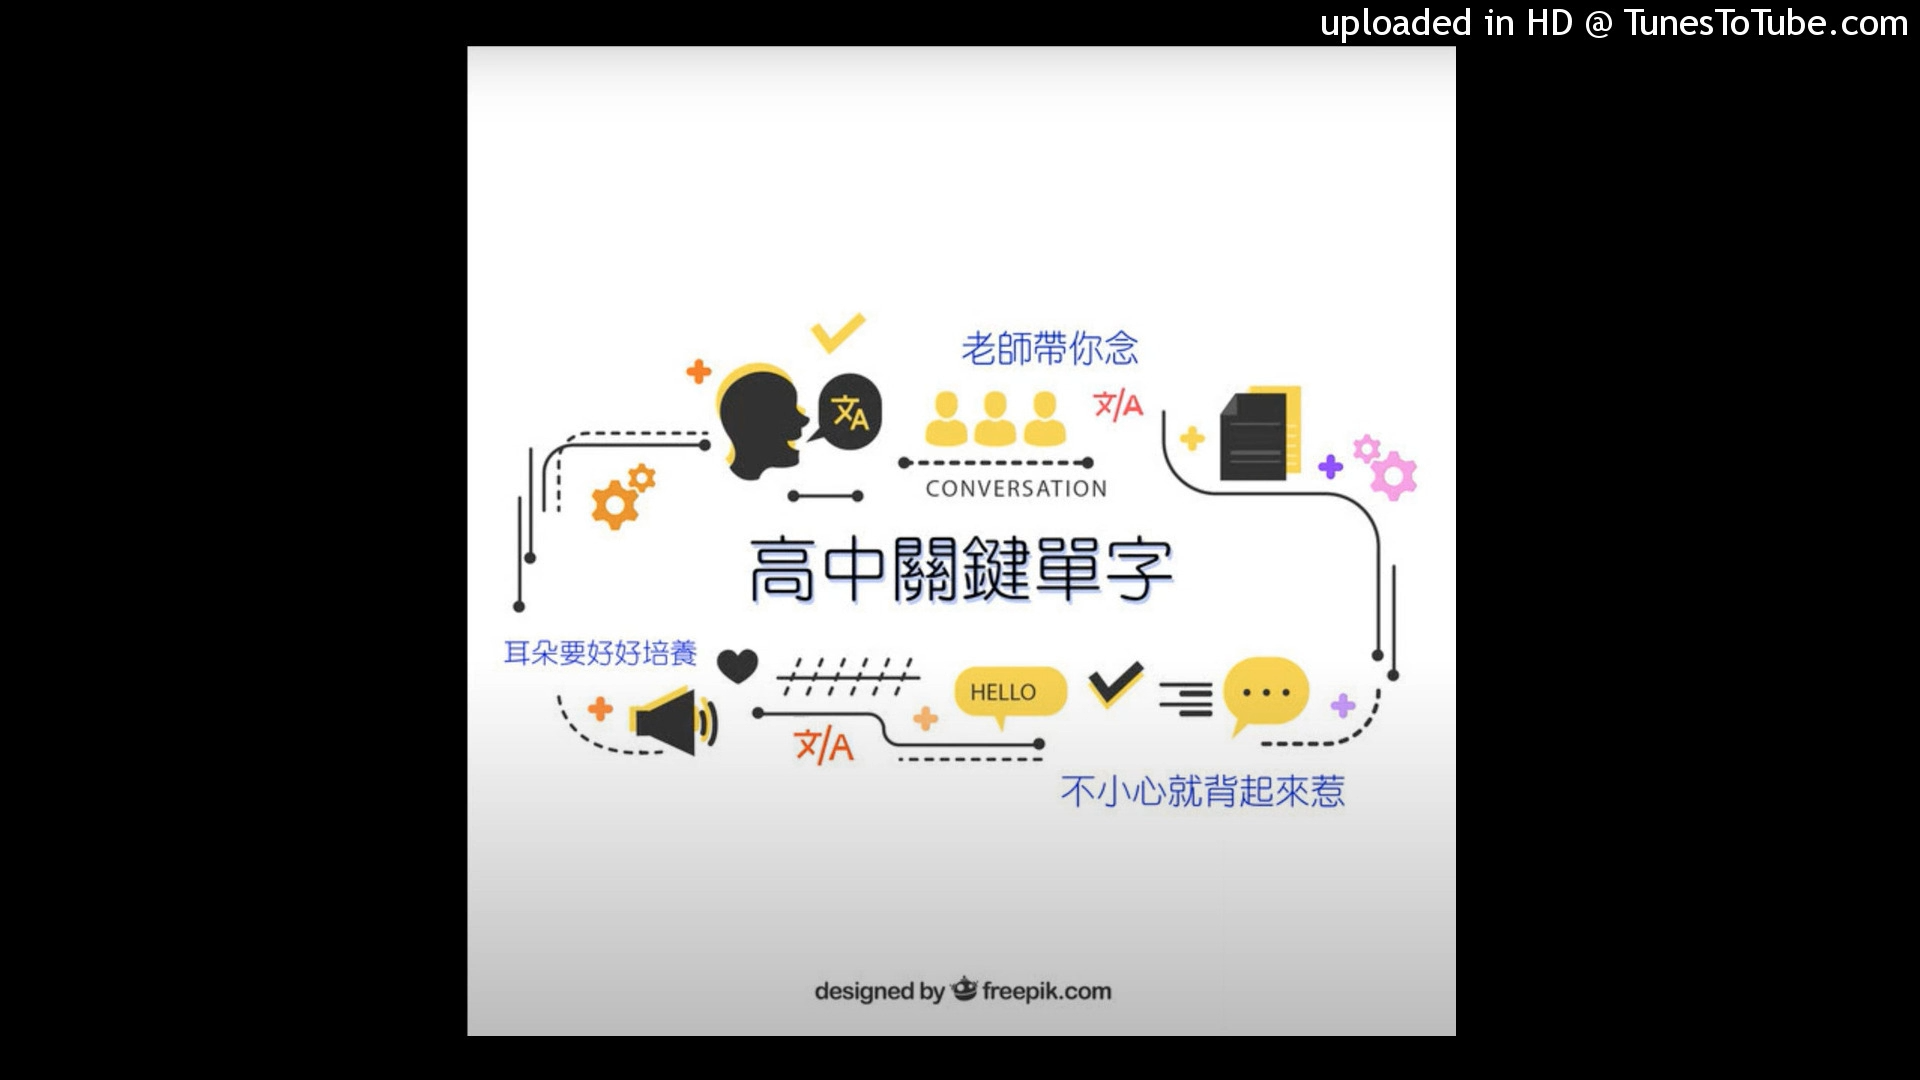 uploaded in HD @ TunesToTube.com
老師帶你念
文A
文/A
CONVERSATION
高中關鍵單字
耳朵要好好培養
HELLO
文/A
不小心就背起來惹
designed by freepik.com